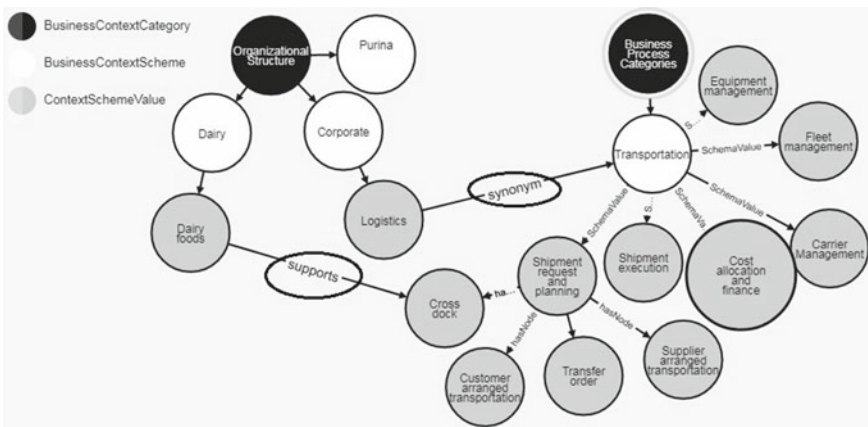 BusinessContextCategory
BusinessContextScheme
ContextSchemeValue
Organizational
Structure
Purina
Business
Process
Categories
Equipment
management
Dairy
Corporate
Transportation
S...
SchemaValue
Fleet
management
synonym
SchemaValue
SchemaValue
S...
SchemaVa
Dairy
foods
Logistics
supports
Shipment
request
and
planning
Shipment
execution
Cost
allocation
and
finance
Carrier
Management
Cross
dock
ha...
hasNode
hasNode
Customer
arranged
transportation
Transfer
order
Supplier
arranged
transportation